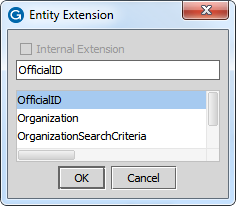 Entity Extension
Internal Extension
OfficialID
OfficialID
Organization
OrganizationSearchCriteria
OK
Cancel